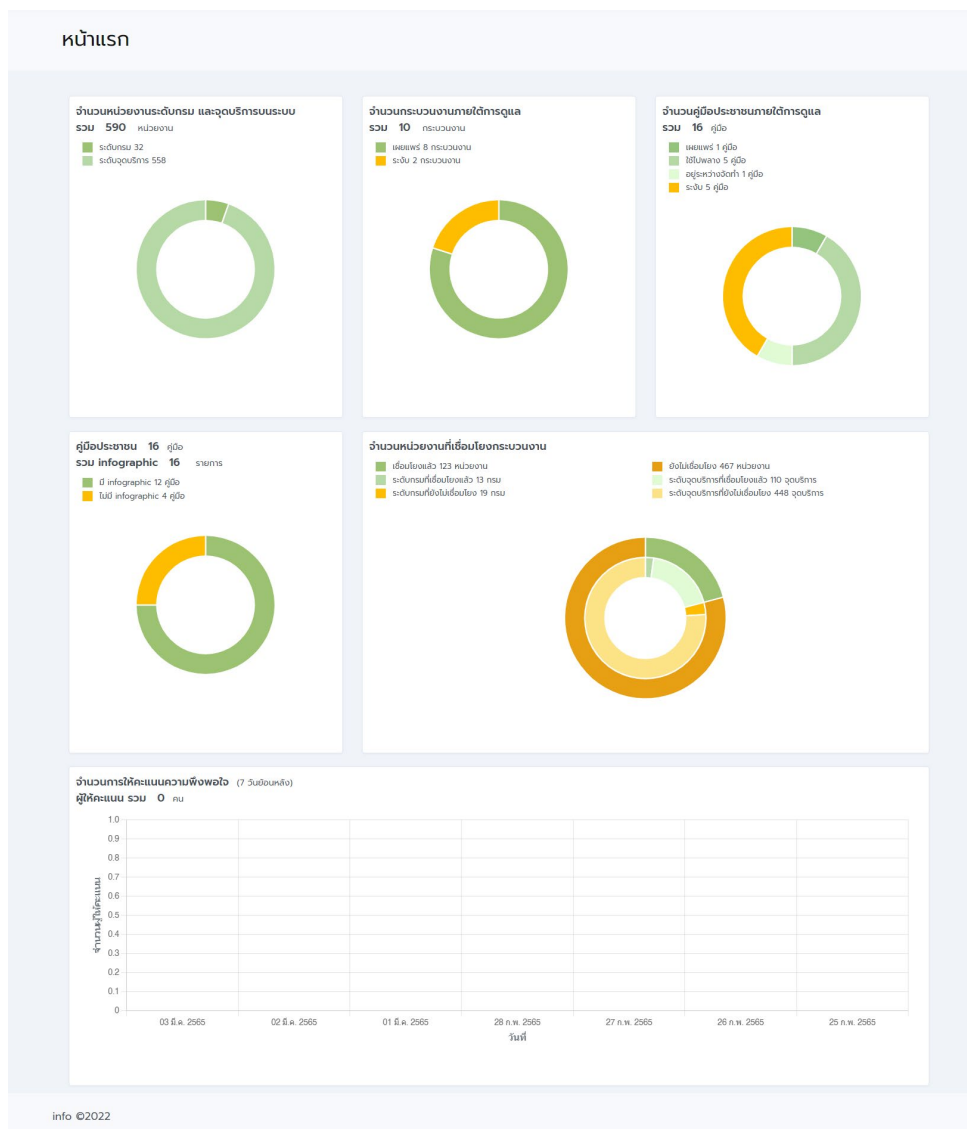 หน้าแรก
จำนวนหน่วยงานระดับกรม และจุดบริการบนระบบ
รวม 590 หน่วยงาน
ระดับกรม 32
ระดับจุดบริการ 558
จำนวนกระบวนงานภายใต้การดูแล
รวม 10 กระบวนงาน
เผยแพร่ 8 กระบวนงาน
ระงับ 2 กระบวนงาน
จำนวนคู่มือประชาชนภายใต้การดูแล
รวม 16 คู่มือ
เผยแพร่ 1 คู่มือ
ใช้ไปพลาง 5 คู่มือ
อยู่ระหว่างจัดทำ 1 คู่มือ
ระงับ 5 คู่มือ
คู่มือประชาชน 16 คู่มือ
รวม infographic 16 รายการ
มี infographic 12 คู่มือ
ไม่มี infographic 4 คู่มือ
จำนวนหน่วยงานที่เชื่อมโยงกระบวนงาน
เชื่อมโยงแล้ว 123 หน่วยงาน
ระดับกรมที่เชื่อมโยงแล้ว 13 กรม
ระดับกรมที่ยังไม่เชื่อมโยง 19 กรม
ยังไม่เชื่อมโยง 467 หน่วยงาน
ระดับจุดบริการที่เชื่อมโยงแล้ว 110 จุดบริการ
ระดับจุดบริการที่ยังไม่เชื่อมโยง 448 จุดบริการ
จำนวนการให้คะแนนความพึงพอใจ (7 วันย้อนหลัง)
ผู้ให้คะแนน รวม 0 คน
จำนวนผู้ให้คะแนน
1.0
0.9
0.8
0.7
0.6
0.5
0.4
0.3
0.2
0.1
0
03 มี.ค. 2565 02 มี.ค. 2565 01 มี.ค. 2565 28 ก.พ. 2565 27 ก.พ. 2565 26 ก.พ. 2565 25 ก.พ. 2565
วันที่
info ©2022